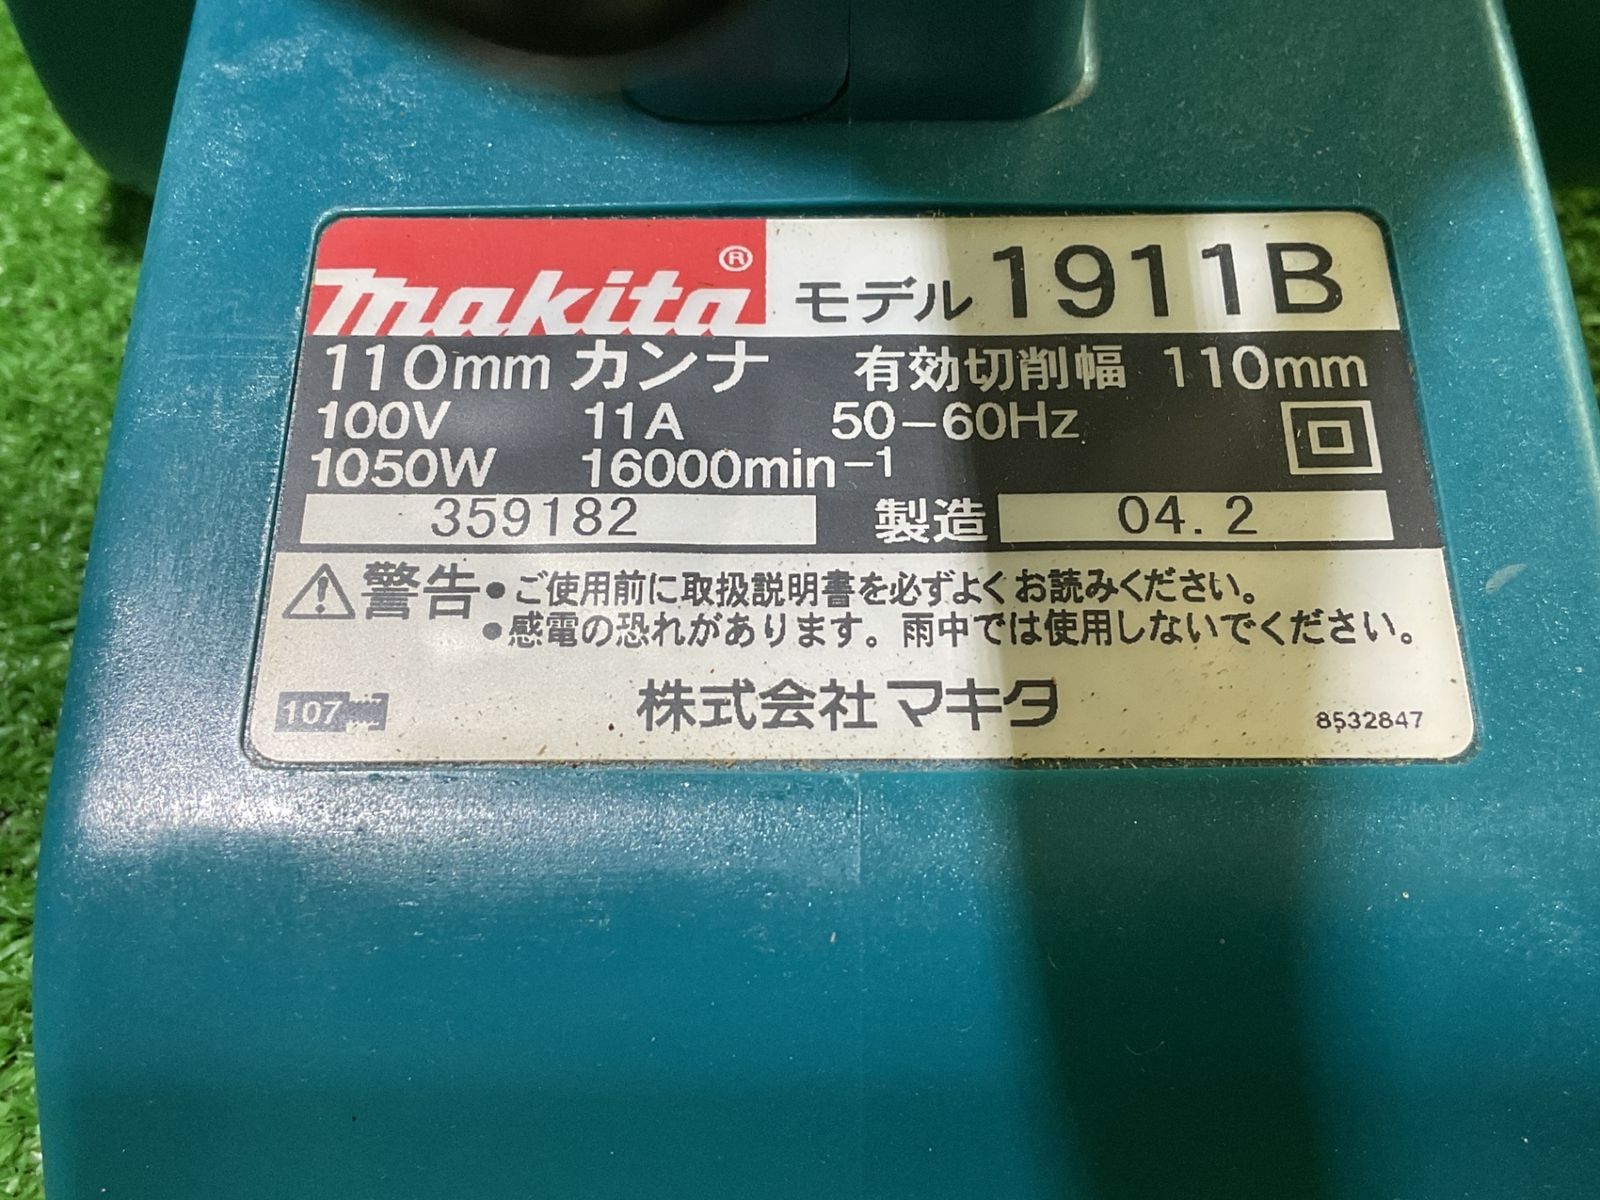 makita® モデル 1911B
110mm カンナ 有効切削幅 110mm
100V 11A 50-60Hz
1050W 16000min-1
359182 製造 04.2
警告 • ご使用前に取扱説明書を必ずよくお読みください。
• 感電の恐れがあります。雨中では使用しないでください。
107
株式会社 マキタ
8532847